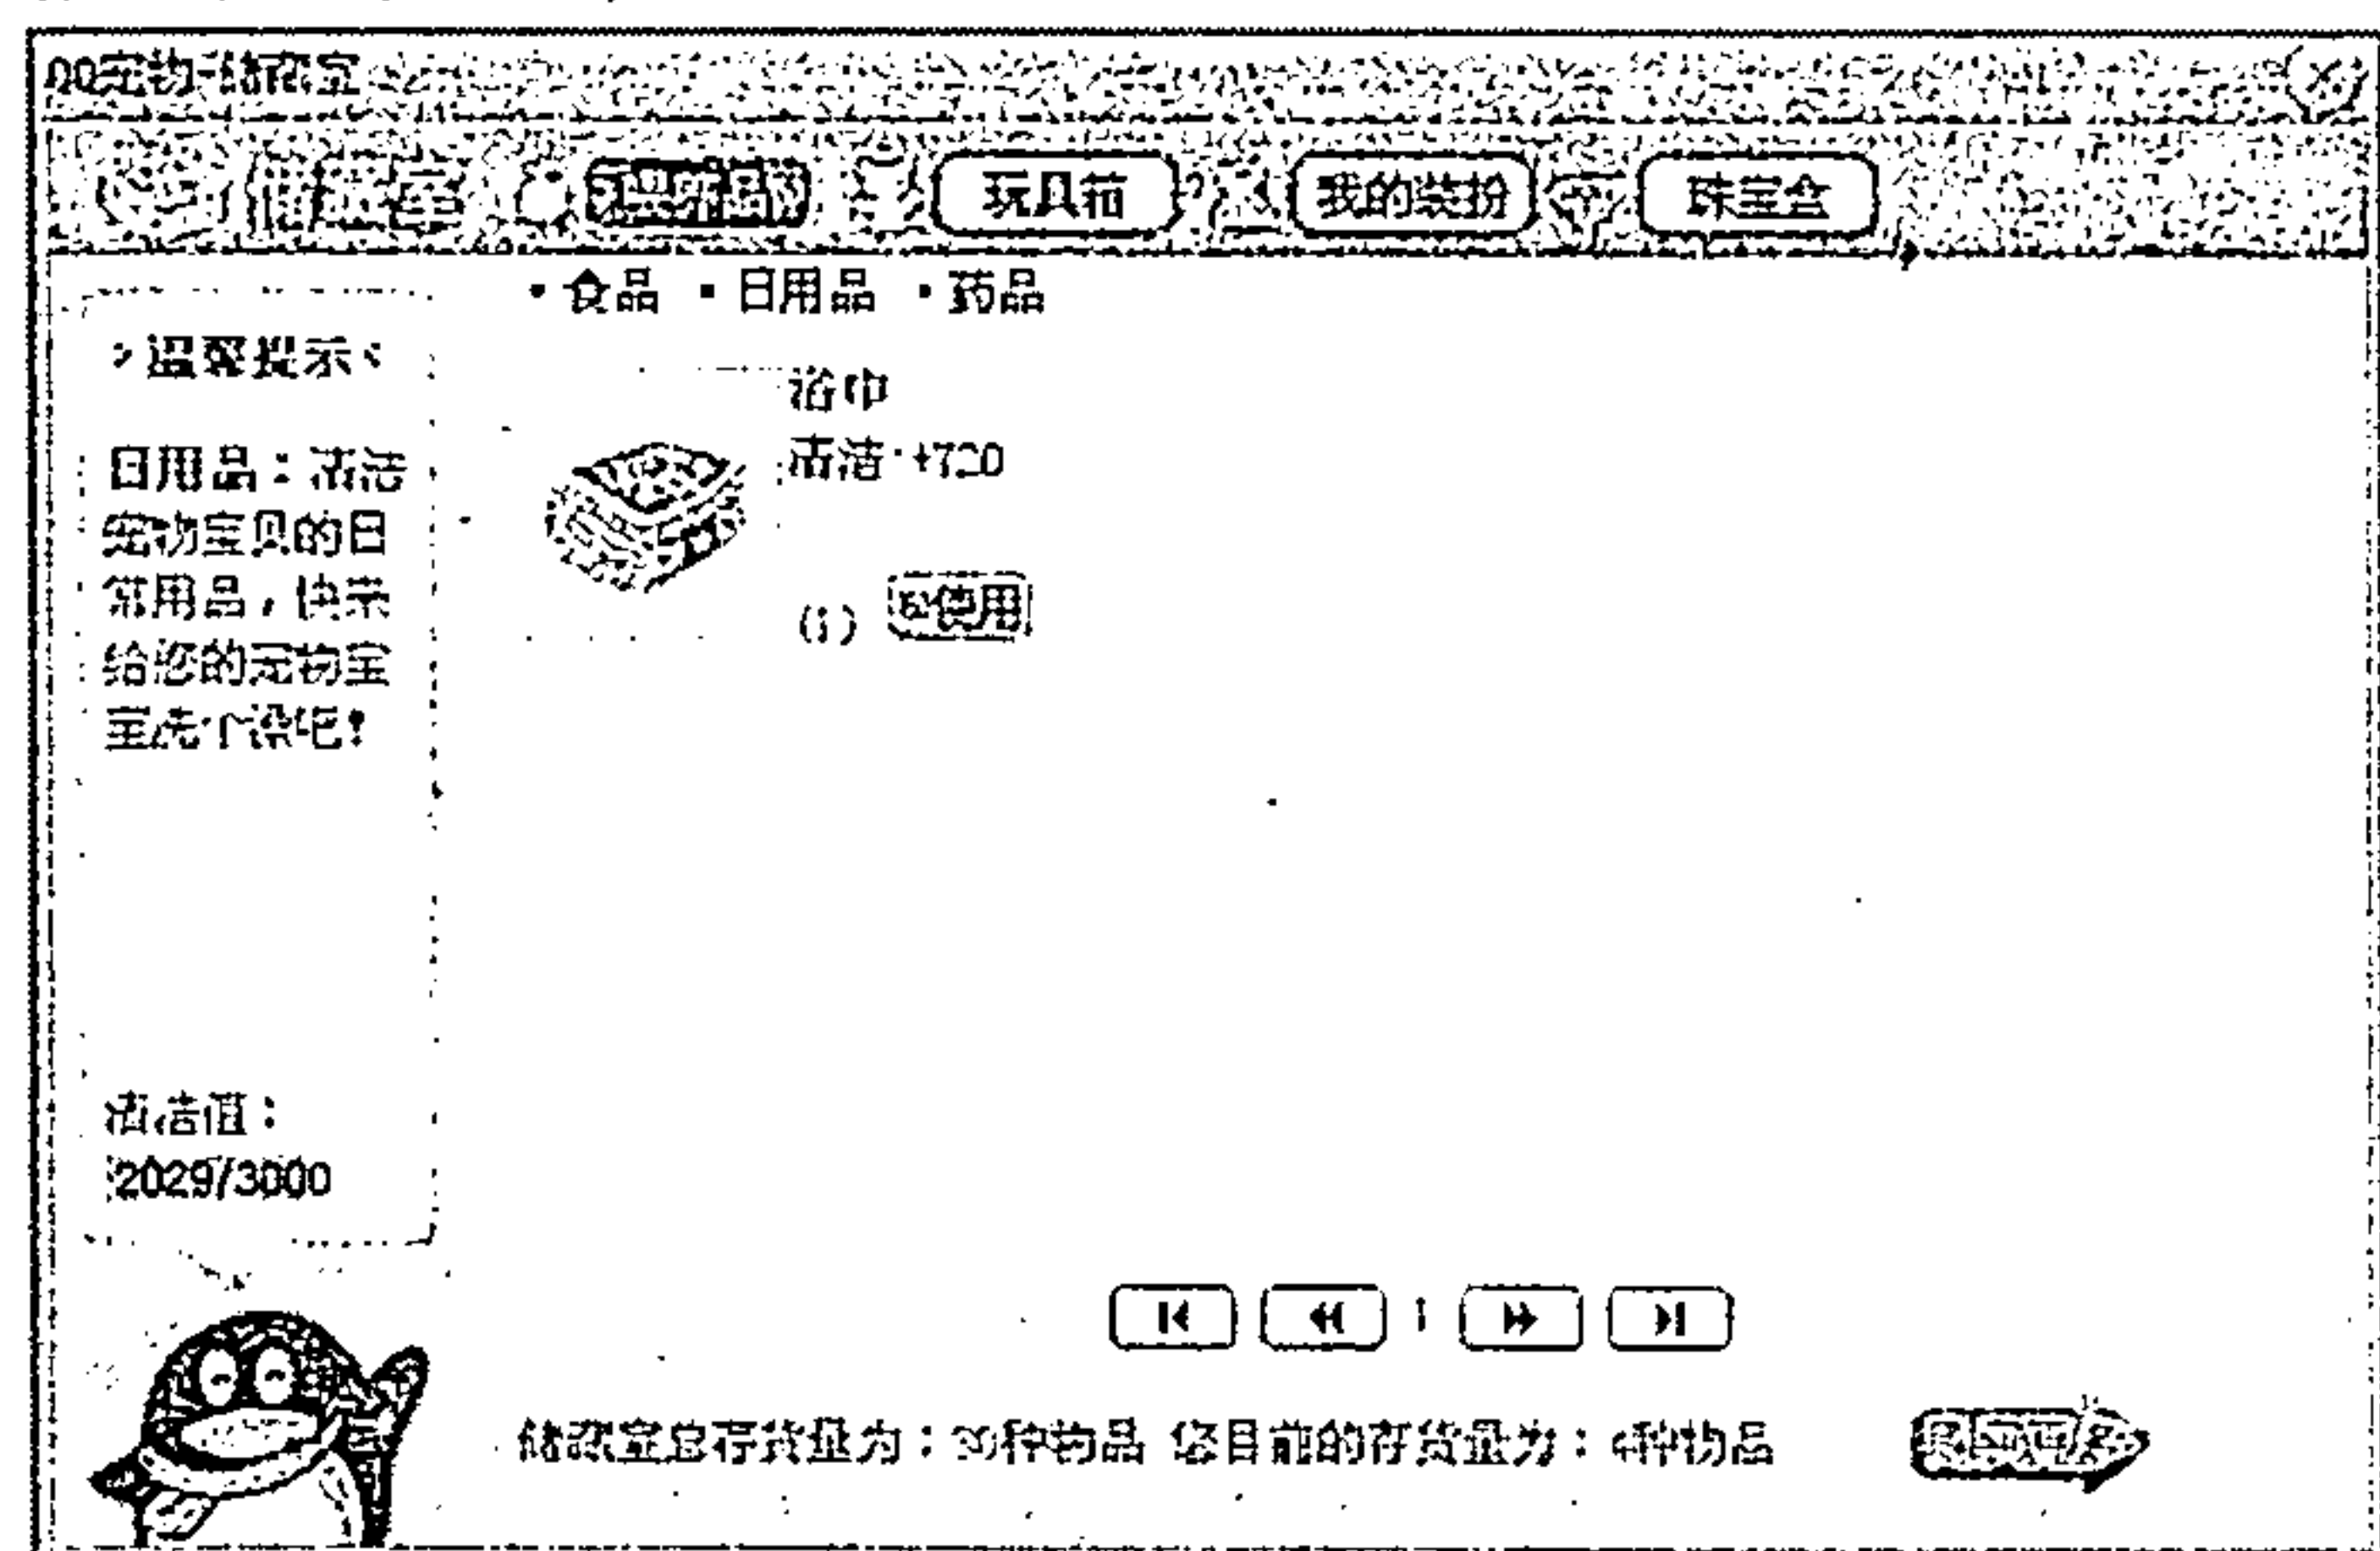 QQ宠物-储藏室
储藏室
玩具箱 我的装扮 珠宝盒
·食品 ·日用品 ·药品
温馨提示
日用品：清洁
宠物宝贝的日
常用品，快来
给您的宠物宝
宝洗个澡吧！
浴巾
清洁:+720
使用
清洁值：
2029/3000
1
储藏室总存货量为： 种物品 您目前的存货量为：4种物品